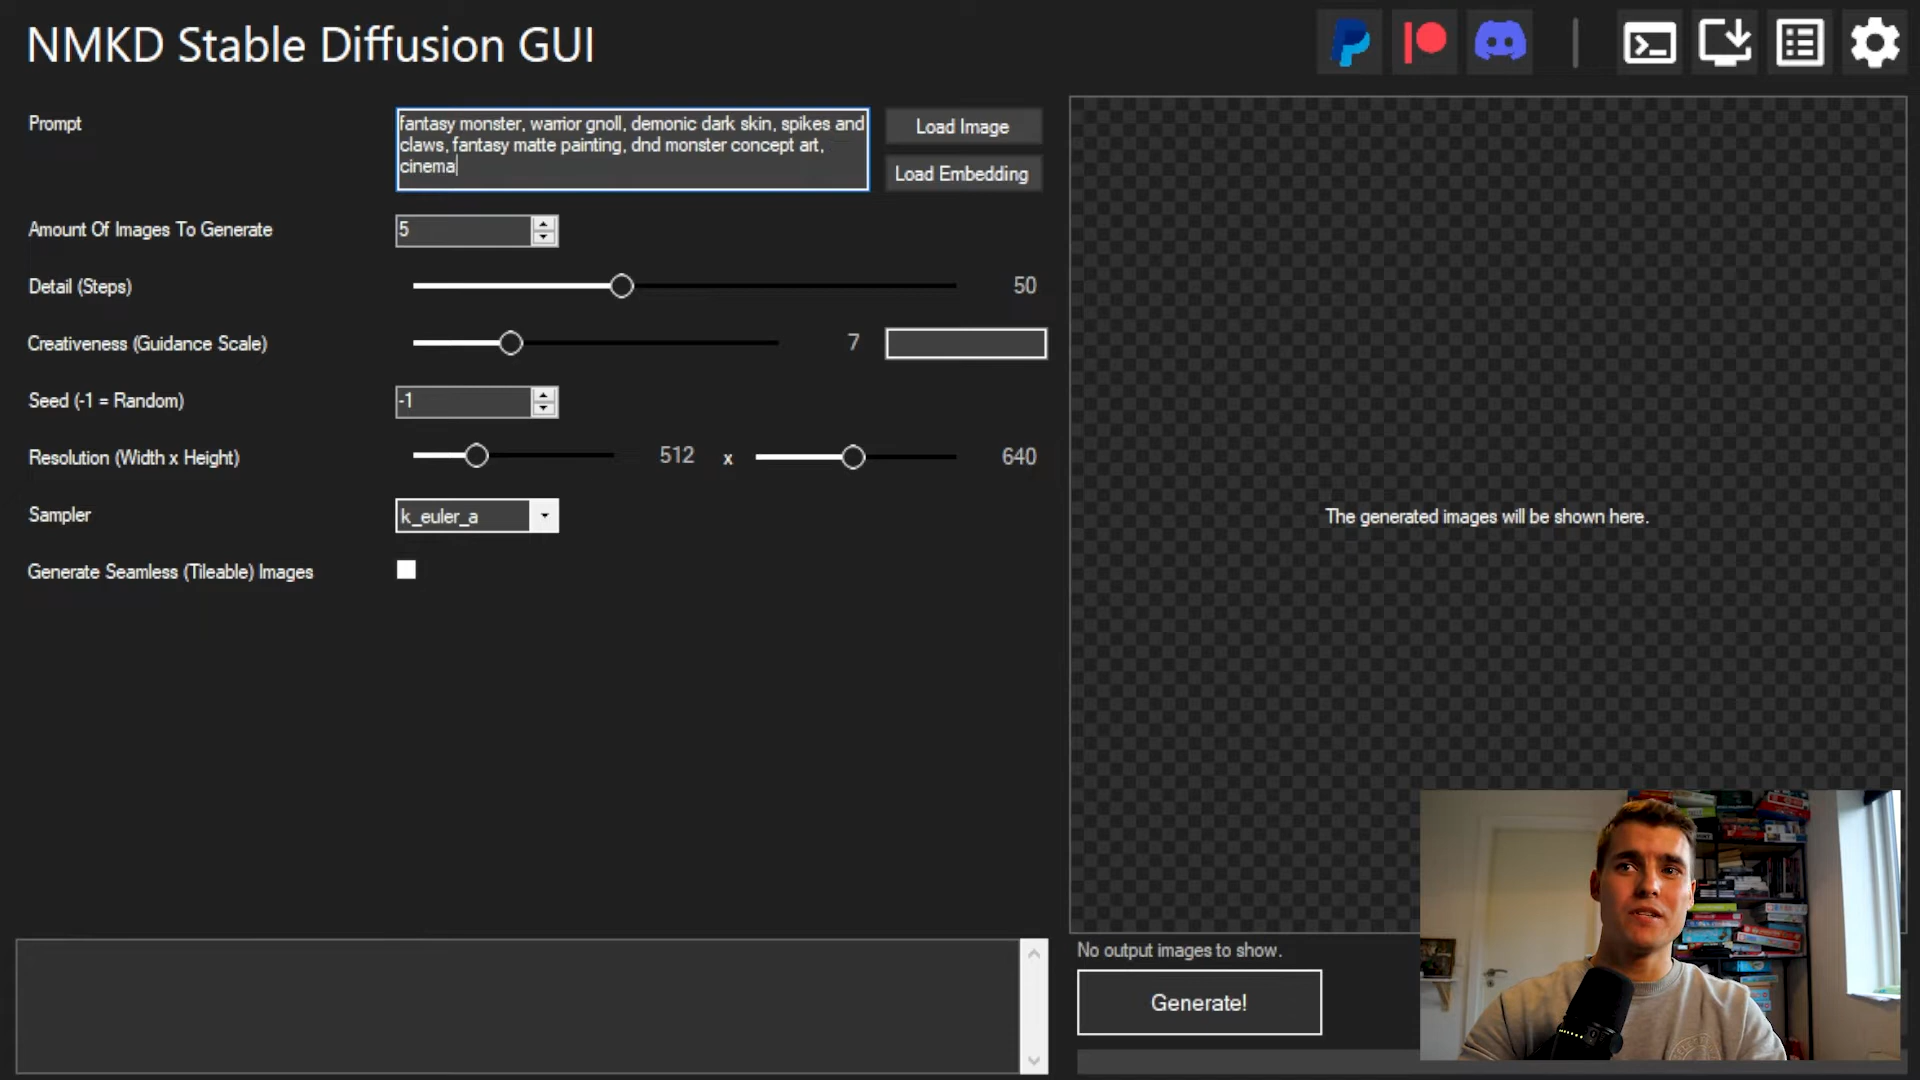 NMKD Stable Diffusion GUI
Prompt
fantasy monster, warrior gnoll, demonic dark skin, spikes and
claws, fantasy matte painting, dnd monster concept art,
cinema
Load Image
Load Embedding
Amount Of Images To Generate
5
Detail (Steps)
50
Creativeness (Guidance Scale)
7
Seed (-1 = Random)
-1
Resolution (Width x Height)
512
x
640
Sampler
k_euler_a
Generate Seamless (Tileable) Images
The generated images will be shown here.
No output images to show.
Generate!